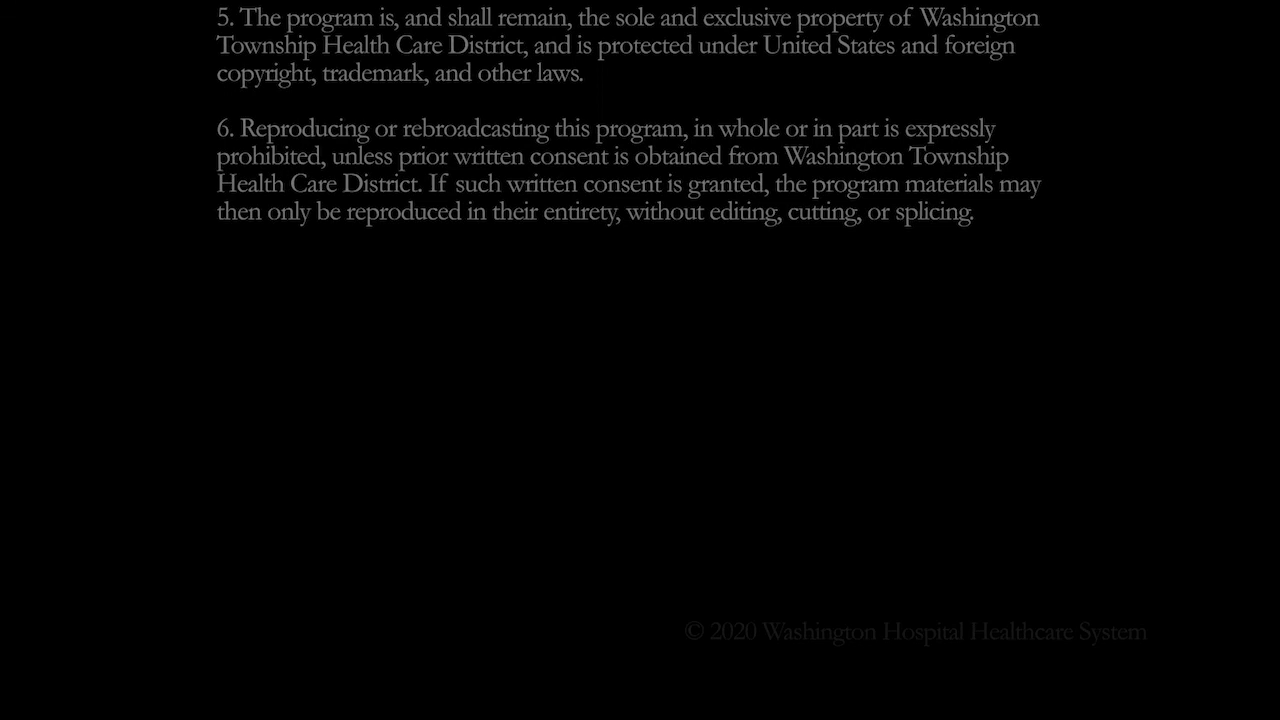 5. The program is, and shall remain, the sole and exclusive property of Washington
Township Health Care District, and is protected under United States and foreign
copyright, trademark, and other laws.
6. Reproducing or rebroadcasting this program, in whole or in part is expressly
prohibited, unless prior written consent is obtained from Washington Township
Health Care District. If such written consent is granted, the program materials may
then only be reproduced in their entirety, without editing, cutting, or splicing.
© 2020 Washington Hospital Healthcare System